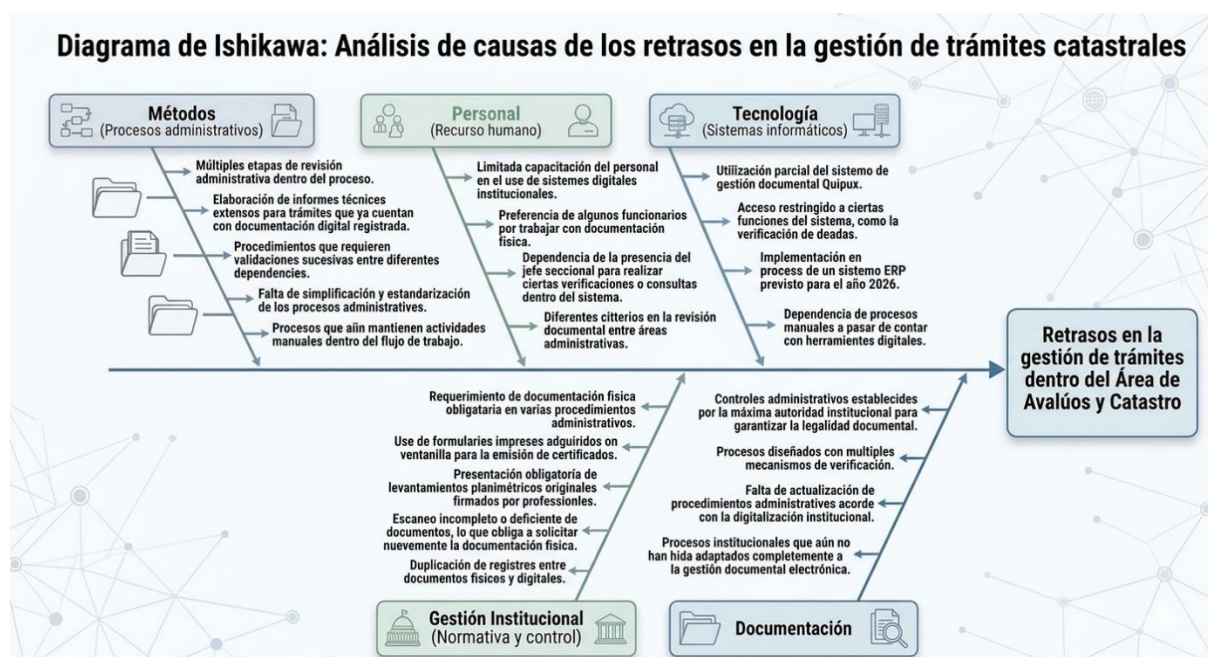 Diagrama de Ishikawa: Análisis de causas de los retrasos en la gestión de trámites catastrales
Métodos
(Procesos administrativos)
Múltiples etapas de revisión
administrativa dentro del proceso.
Elaboración de informes técnices
extensos para trámites que ya cuentan
con documentación digital registrada.
Procedimientos que requieren
validaciones sucesivas entre diferentes
dependencies.
Falta de simplificación y estandarización
de los procesos administratives.
Procesos que aiin mantienen actividades
manuales dentro del flujo de trabajo.
Personal
(Recurso humano)
Limitada capacitación del personal
en el use de sistemes digitales
institucionales.
Preferencia de algunos funcionarios
por trabajar con documentación
fisica.
Dependencia de la presencia del
jefe seccional para realizar
ciertas verificaciones o consultas
dentro del sistema.
Diferentes citterios en la revisión
documental entre áreas
administrativas.
Tecnología
(Sistemas informáticos)
Utilización parcial del sistema de
gestión documental Quipux.
Acceso restringido a ciertas
funciones del sistema, como la
verificación de deadas.
Implementación en
process de un sistema ERP
previsto para el año 2026.
Dependencia de procesos
manuales a pasar de contar
con herramientes digitales.
Retrasos en la
gestión de trámites
dentro del Área de
Avalúos y Catastro
Requerimiento de documentación fisica
obligataria en varias procedimientos
administrativos.
Use de formularies impreses adguiridos on
ventanilla para la emisión de certificados.
Presentación obligatoría de
levantamientos planimétricos originales
firmados por professionles.
Escaneo incompleto o deficiente de
documentos, lo que obliga a solicitar
nuevemente la documentación fisica.
Duplicación de registres entre
documentos fisicos y digitales.
Gestión Institucional
(Normativa y control)
Controles administrativos establecides
por la máxima autoridad institucional para
garantizar la legalidad documental.
Procesos diseñados con multiples
mecanismos de verificación.
Falta de actualización de
procedimientos administratives acorde
con la digitalización institucional.
Procesos institucionales que aún no
han hida adaptados completamente a
la gestión documental electrónica.
Documentación